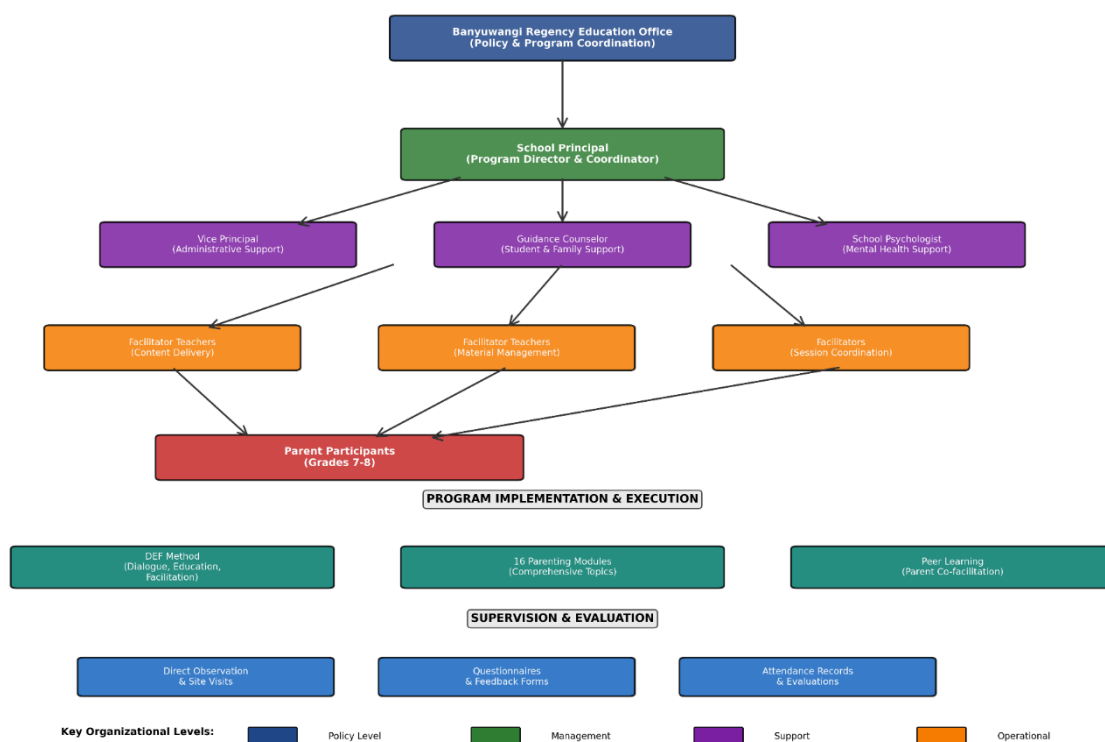 Banyuwangi Regency Education Office
(Policy & Program Coordination)
School Principal
(Program Director & Coordinator)
Vice Principal
(Administrative Support)
Guidance Counselor
(Student & Family Support)
School Psychologist
(Mental Health Support)
Facilitator Teachers
(Content Delivery)
Facilitator Teachers
(Material Management)
Facilitators
(Session Coordination)
Parent Participants
(Grades 7-8)
PROGRAM IMPLEMENTATION & EXECUTION
DEF Method
(Dialogue, Education,
Facilitation)
16 Parenting Modules
(Comprehensive Topics)
Peer Learning
(Parent Co-facilitation)
SUPERVISION & EVALUATION
Direct Observation
& Site Visits
Questionnaires
& Feedback Forms
Attendance Records
& Evaluations
Key Organizational Levels:
Policy Level
Management
Support
Operational